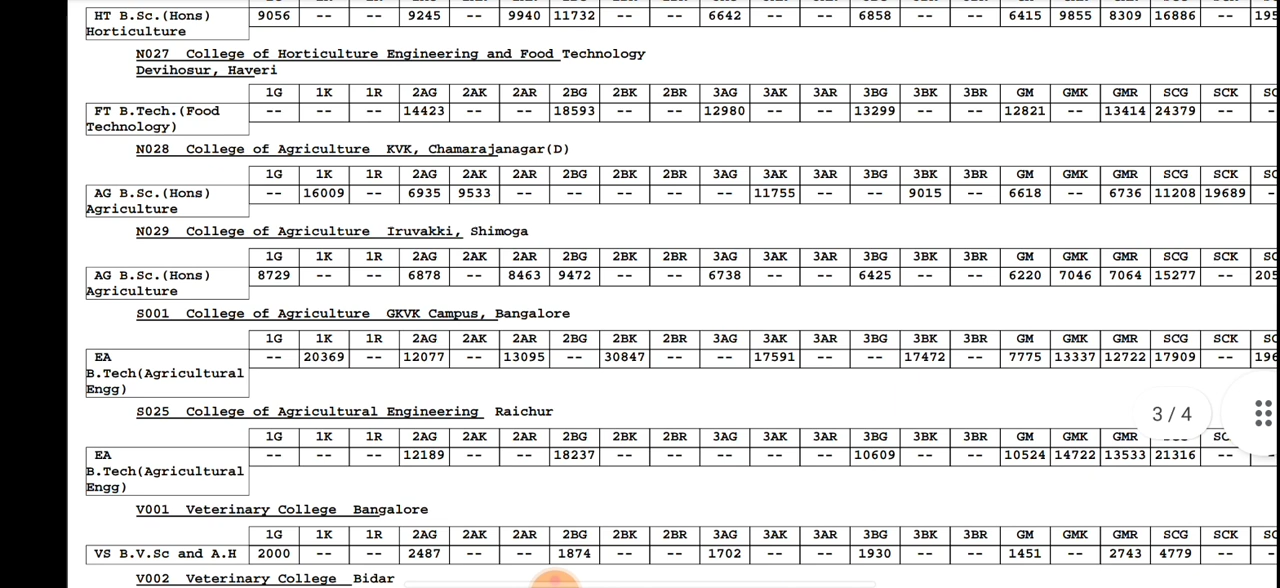 HT B.Sc.(Hons) 9056 -- -- 9245 -- 9940 11732 -- -- 6642 -- -- 6858 -- -- 6415 9855 8309 16886 -- 195
Horticulture
N027 College of Horticulture Engineering and Food Technology
Devihosur, Haveri
1G 1K 1R 2AG 2AK 2AR 2BG 2BK 2BR 3AG 3AK 3AR 3BG 3BK 3BR GM GMK GMR SCG SCK SC
FT B.Tech.(Food -- -- -- 14423 -- -- 18593 -- -- 12980 -- -- 13299 -- -- 12821 -- 13414 24379 -- -
Technology)
N028 College of Agriculture KVK, Chamarajanagar(D)
1G 1K 1R 2AG 2AK 2AR 2BG 2BK 2BR 3AG 3AK 3AR 3BG 3BK 3BR GM GMK GMR SCG SCK SC
AG B.Sc.(Hons) -- 16009 -- 6935 9533 -- -- -- -- -- 11755 -- -- 9015 -- 6618 -- 6736 11208 19689 -
Agriculture
N029 College of Agriculture Iruvakki, Shimoga
1G 1K 1R 2AG 2AK 2AR 2BG 2BK 2BR 3AG 3AK 3AR 3BG 3BK 3BR GM GMK GMR SCG SCK SC
AG B.Sc.(Hons) 8729 -- -- 6878 -- 8463 9472 -- -- 6738 -- -- 6425 -- -- 6220 7046 7064 15277 -- 205
Agriculture
S001 College of Agriculture GKVK Campus, Bangalore
1G 1K 1R 2AG 2AK 2AR 2BG 2BK 2BR 3AG 3AK 3AR 3BG 3BK 3BR GM GMK GMR SCG SCK SC
EA -- 20369 -- 12077 -- 13095 -- 30847 -- -- 17591 -- -- 17472 -- 7775 13337 12722 17909 -- 196
B.Tech(Agricultural
Engg)
S025 College of Agricultural Engineering Raichur
3 / 4
1G 1K 1R 2AG 2AK 2AR 2BG 2BK 2BR 3AG 3AK 3AR 3BG 3BK 3BR GM GMK GMR
EA -- -- -- 12189 -- -- 18237 -- -- -- -- -- 10609 -- -- 10524 14722 13533 21316 -- -
B.Tech(Agricultural
Engg)
V001 Veterinary College Bangalore
1G 1K 1R 2AG 2AK 2AR 2BG 2BK 2BR 3AG 3AK 3AR 3BG 3BK 3BR GM GMK GMR SCG SCK SC
VS B.V.Sc and A.H 2000 -- -- 2487 -- -- 1874 -- -- 1702 -- -- 1930 -- -- 1451 -- 2743 4779 -- -
V002 Veterinary College Bidar